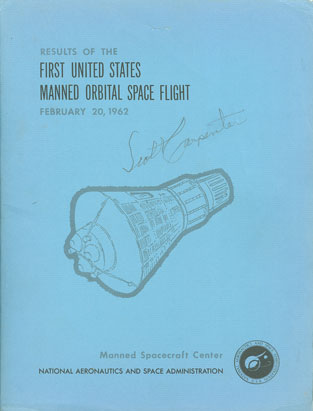 RESULTS OF THE
FIRST UNITED STATES
MANNED ORBITAL SPACE FLIGHT
FEBRUARY 20, 1962
Scott Carpenter
Manned Spacecraft Center
NATIONAL AERONAUTICS AND SPACE ADMINISTRATION